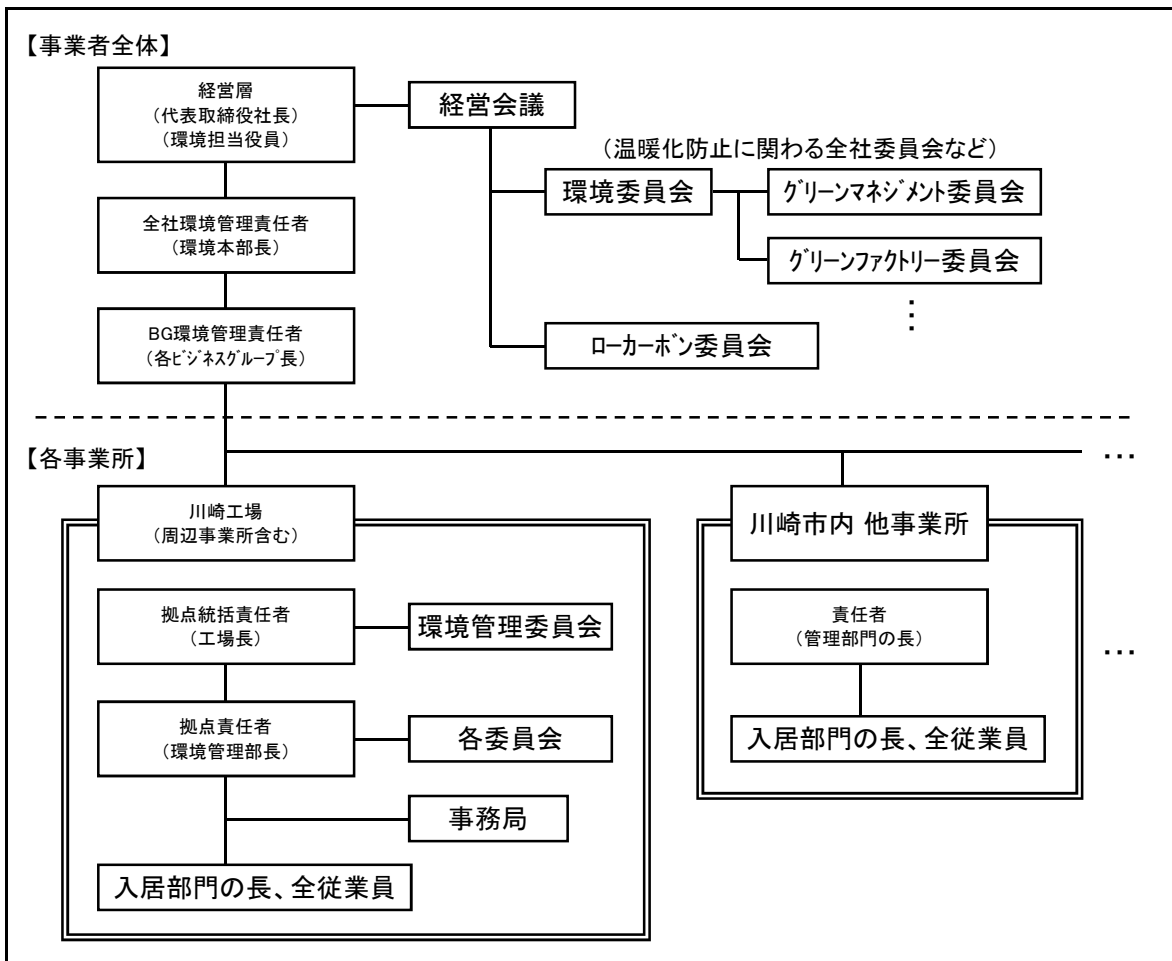 【事業者全体】
経営層
(代表取締役社長)
(環境担当役員)
経営会議
(温暖化防止に関わる全社委員会など)
環境委員会
グリーンマネジメント委員会
全社環境管理責任者
(環境本部長)
グリーンファクトリー委員会
⋮
BG環境管理責任者
(各ビジネスグループ長)
ローカーボン委員会
【各事業所】
…
川崎工場
(周辺事業所含む)
川崎市内 他事業所
拠点統括責任者
(工場長)
環境管理委員会
責任者
(管理部門の長)
…
拠点責任者
(環境管理部長)
各委員会
入居部門の長、全従業員
事務局
入居部門の長、全従業員